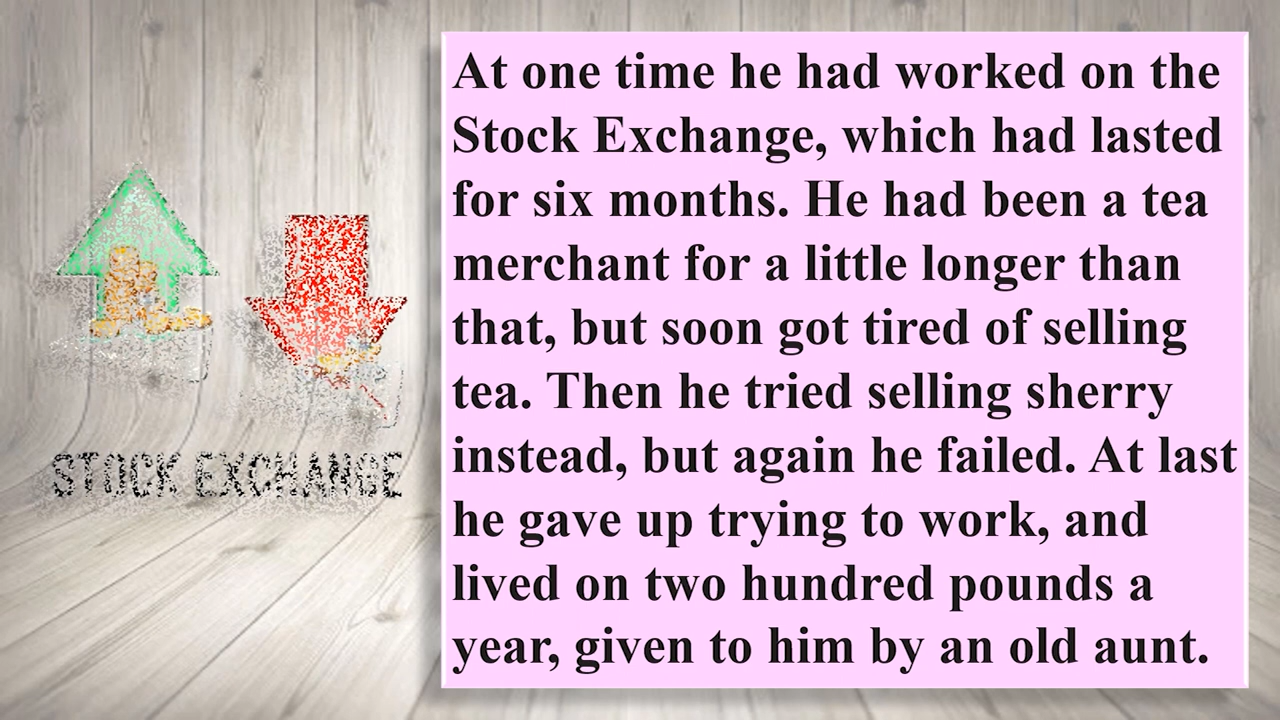 At one time he had worked on the
Stock Exchange, which had lasted
for six months. He had been a tea
merchant for a little longer than
that, but soon got tired of selling
tea. Then he tried selling sherry
instead, but again he failed. At last
he gave up trying to work, and
lived on two hundred pounds a
year, given to him by an old aunt.
STOCK EXCHANGE